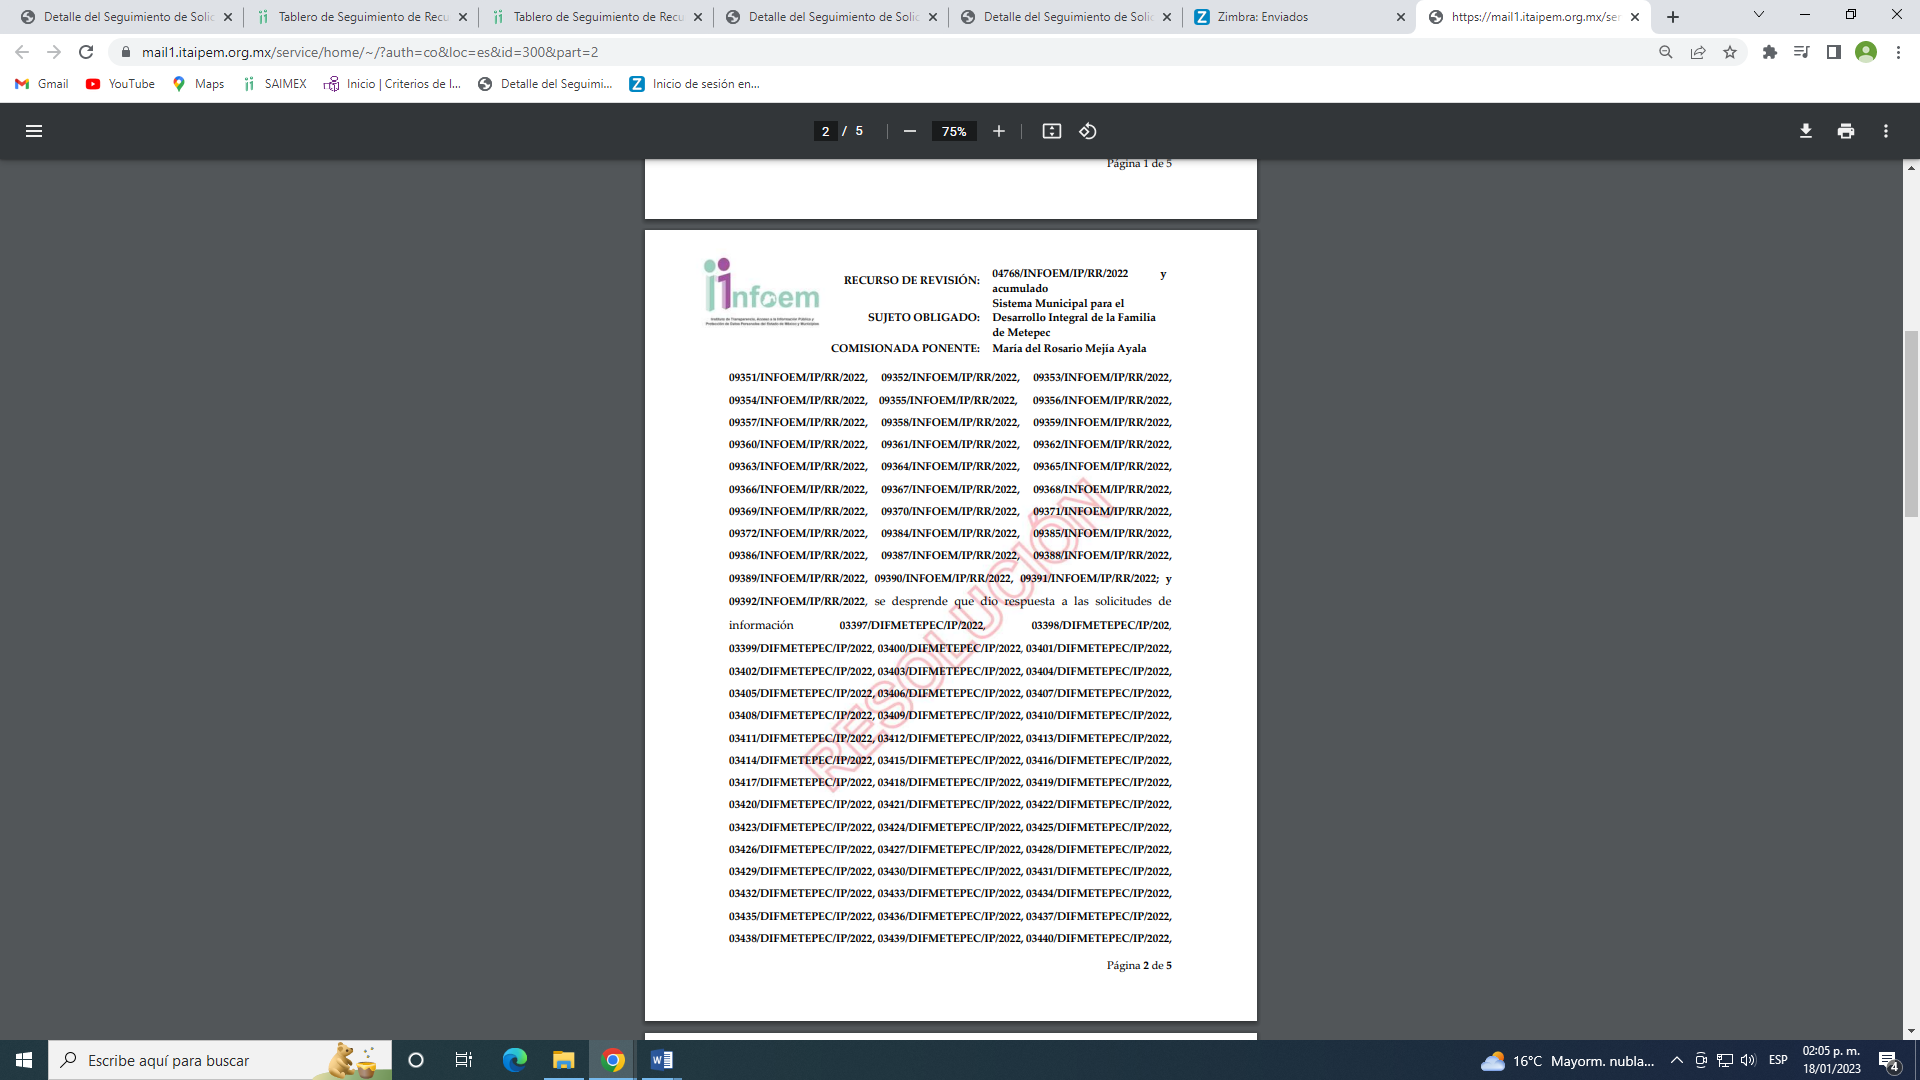 Detalle del Seguimiento de Solic
Tablero de Seguimiento de Recu
Tablero de Seguimiento de Recu
Detalle del Seguimiento de Solic
Detalle del Seguimiento de Solic
Zimbra: Enviados
https://mail1.itaipem.org.mx/ser
mail1.itaipem.org.mx/service/home/~/?auth=co&loc=es&id=300&part=2
Gmail
YouTube
Maps
SAIMEX
Inicio | Criterios de I...
Detalle del Seguimi...
Inicio de sesión en...
2 / 5
75%
Página 1 de 5
infoem
Instituto de Transparencia, Acceso a la Información Pública y
Protección de Datos Personales del Estado de México y Municipios
RECURSO DE REVISIÓN: 04768/INFOEM/IP/RR/2022 y
acumulado
SUJETO OBLIGADO: Sistema Municipal para el
Desarrollo Integral de la Familia
de Metepec
COMISIONADA PONENTE: María del Rosario Mejía Ayala
09351/INFOEM/IP/RR/2022, 09352/INFOEM/IP/RR/2022, 09353/INFOEM/IP/RR/2022,
09354/INFOEM/IP/RR/2022, 09355/INFOEM/IP/RR/2022, 09356/INFOEM/IP/RR/2022,
09357/INFOEM/IP/RR/2022, 09358/INFOEM/IP/RR/2022, 09359/INFOEM/IP/RR/2022,
09360/INFOEM/IP/RR/2022, 09361/INFOEM/IP/RR/2022, 09362/INFOEM/IP/RR/2022,
09363/INFOEM/IP/RR/2022, 09364/INFOEM/IP/RR/2022, 09365/INFOEM/IP/RR/2022,
09366/INFOEM/IP/RR/2022, 09367/INFOEM/IP/RR/2022, 09368/INFOEM/IP/RR/2022,
09369/INFOEM/IP/RR/2022, 09370/INFOEM/IP/RR/2022, 09371/INFOEM/IP/RR/2022,
09372/INFOEM/IP/RR/2022, 09384/INFOEM/IP/RR/2022, 09385/INFOEM/IP/RR/2022,
09386/INFOEM/IP/RR/2022, 09387/INFOEM/IP/RR/2022, 09388/INFOEM/IP/RR/2022,
09389/INFOEM/IP/RR/2022, 09390/INFOEM/IP/RR/2022, 09391/INFOEM/IP/RR/2022; y
09392/INFOEM/IP/RR/2022, se desprende que dio respuesta a las solicitudes de
información 03397/DIFMETEPEC/IP/2022, 03398/DIFMETEPEC/IP/202,
03399/DIFMETEPEC/IP/2022, 03400/DIFMETEPEC/IP/2022, 03401/DIFMETEPEC/IP/2022,
03402/DIFMETEPEC/IP/2022, 03403/DIFMETEPEC/IP/2022, 03404/DIFMETEPEC/IP/2022,
03405/DIFMETEPEC/IP/2022, 03406/DIFMETEPEC/IP/2022, 03407/DIFMETEPEC/IP/2022,
03408/DIFMETEPEC/IP/2022, 03409/DIFMETEPEC/IP/2022, 03410/DIFMETEPEC/IP/2022,
03411/DIFMETEPEC/IP/2022, 03412/DIFMETEPEC/IP/2022, 03413/DIFMETEPEC/IP/2022,
03414/DIFMETEPEC/IP/2022, 03415/DIFMETEPEC/IP/2022, 03416/DIFMETEPEC/IP/2022,
03417/DIFMETEPEC/IP/2022, 03418/DIFMETEPEC/IP/2022, 03419/DIFMETEPEC/IP/2022,
03420/DIFMETEPEC/IP/2022, 03421/DIFMETEPEC/IP/2022, 03422/DIFMETEPEC/IP/2022,
03423/DIFMETEPEC/IP/2022, 03424/DIFMETEPEC/IP/2022, 03425/DIFMETEPEC/IP/2022,
03426/DIFMETEPEC/IP/2022, 03427/DIFMETEPEC/IP/2022, 03428/DIFMETEPEC/IP/2022,
03429/DIFMETEPEC/IP/2022, 03430/DIFMETEPEC/IP/2022, 03431/DIFMETEPEC/IP/2022,
03432/DIFMETEPEC/IP/2022, 03433/DIFMETEPEC/IP/2022, 03434/DIFMETEPEC/IP/2022,
03435/DIFMETEPEC/IP/2022, 03436/DIFMETEPEC/IP/2022, 03437/DIFMETEPEC/IP/2022,
03438/DIFMETEPEC/IP/2022, 03439/DIFMETEPEC/IP/2022, 03440/DIFMETEPEC/IP/2022,
RESOLUCIÓN
Página 2 de 5
Escribe aquí para buscar
16°C Mayorm. nubla...
ESP
02:05 p. m.
18/01/2023
4